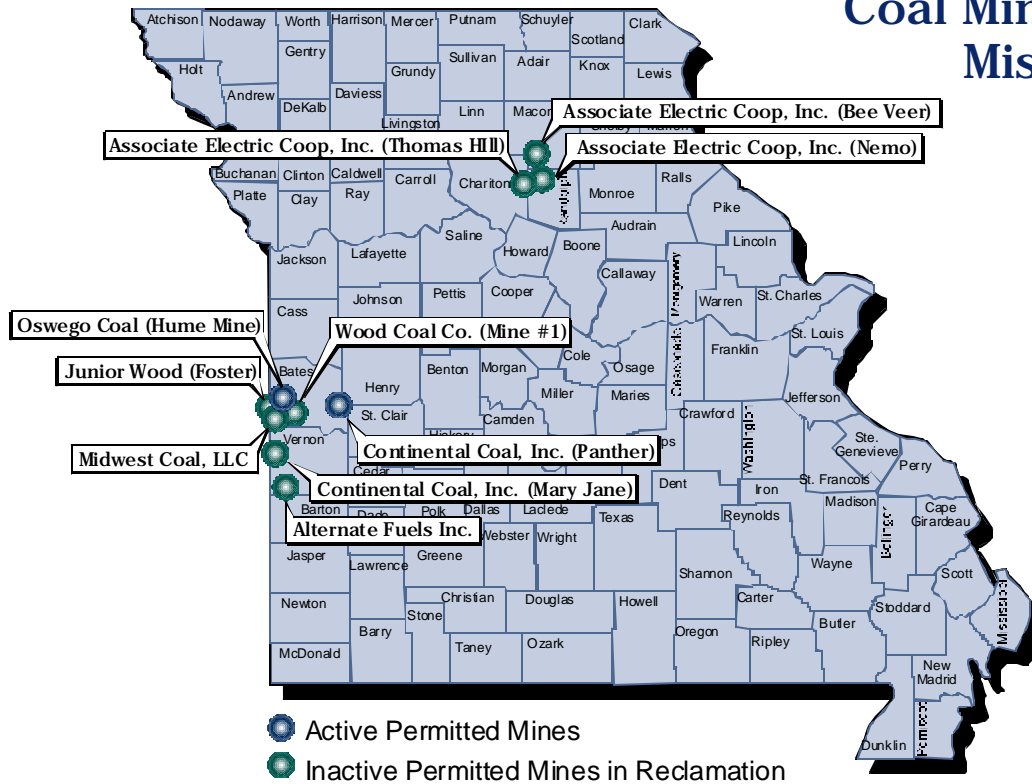 Coal Min
Mis
Atchison Nodaway Worth Harrison Mercer Putnam Schuyler Clark
Scotland
Gentry Sullivan Adair Knox
Holt Grundy Lewis
Andrew Daviess
DeKalb Linn Macon
Livingston
Associate Electric Coop, Inc. (Bee Veer)
Associate Electric Coop, Inc. (Thomas HIll)
Associate Electric Coop, Inc. (Nemo)
Buchanan Clinton Caldwell Carroll Chariton Monroe Ralls
Platte Clay Ray Pike
Audrain
Saline Howard Boone Lincoln
Jackson Lafayette Callaway Montgomery
Johnson Pettis Cooper Warren St. Charles
Cass
St. Louis
Oswego Coal (Hume Mine)
Wood Coal Co. (Mine #1)
Franklin
Cole Osage
Junior Wood (Foster)
Bates Henry Benton Morgan Miller Maries Jefferson
St. Clair Camden Crawford Washington
Vernon
Midwest Coal, LLC
Continental Coal, Inc. (Panther)
Ste.
Genevieve
Perry
Cedar Dent St. Francois
Iron
Continental Coal, Inc. (Mary Jane)
Madison
Barton Dade Polk Dallas Laclede Texas Reynolds Cape
Girardeau
Alternate Fuels Inc.
Webster Wright
Jasper Lawrence Greene Shannon Wayne
Scott
Newton Christian Douglas Howell Carter Stoddard Mississippi
Stone
Barry Oregon Butler
McDonald Taney Ozark Ripley
New
Madrid
Dunklin
Active Permitted Mines
Inactive Permitted Mines in Reclamation